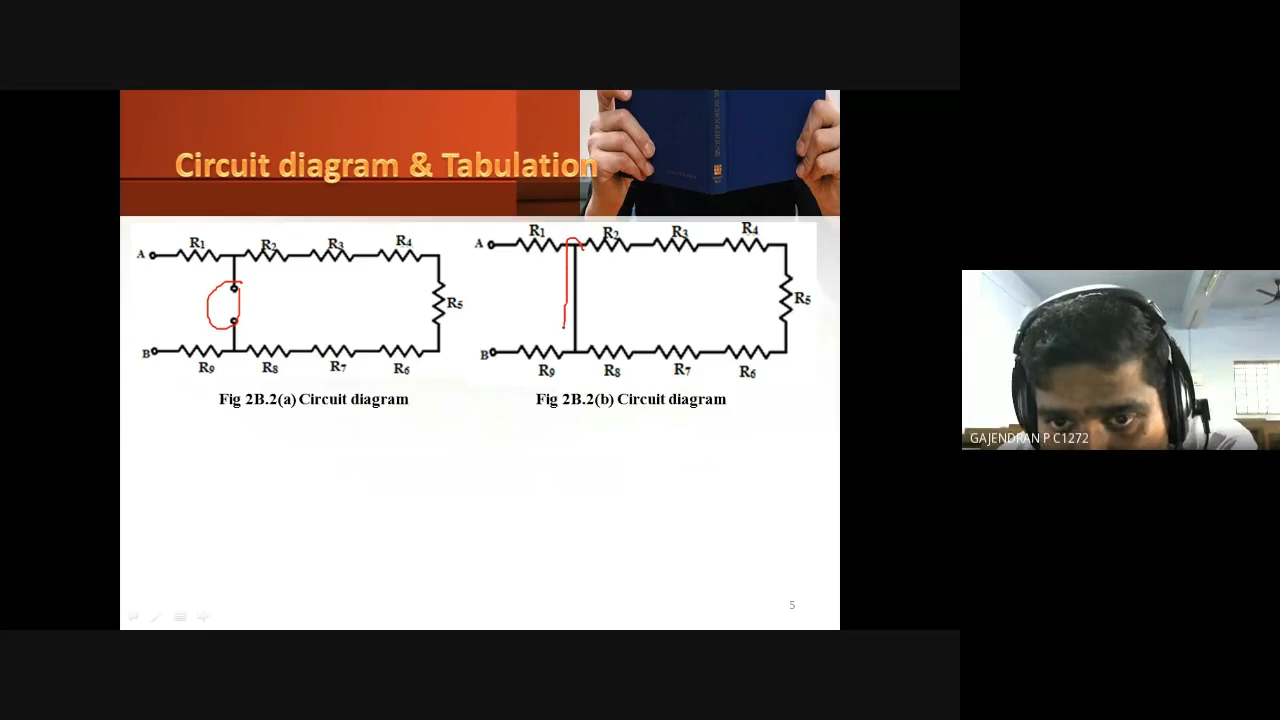 Circuit diagram & Tabulation
A R1 R2 R3 R4
R5
B R9 R8 R7 R6
Fig 2B.2(a) Circuit diagram
A R1 R2 R3 R4
R5
B R9 R8 R7 R6
Fig 2B.2(b) Circuit diagram
5
GAJENDRAN P C1272